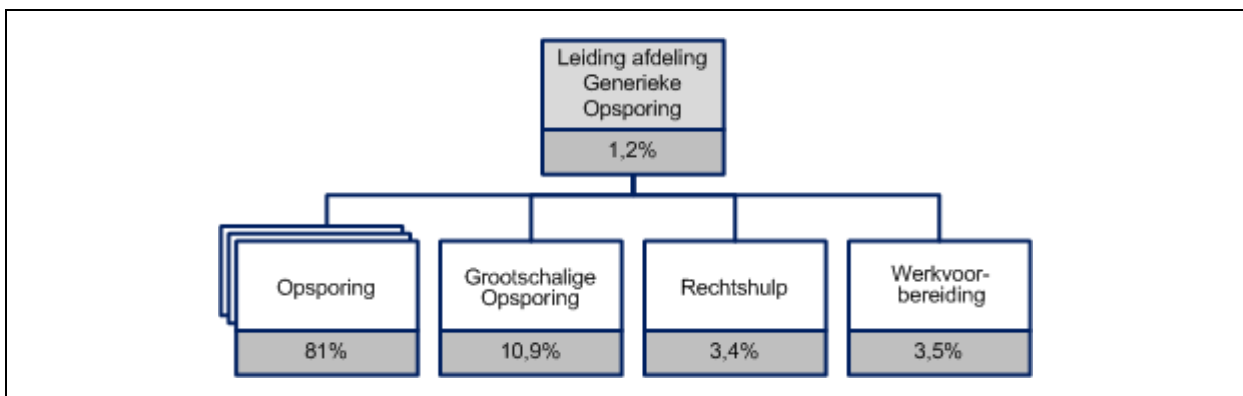 Leiding afdeling
Generieke
Opsporing
1,2%
Opsporing
81%
Grootschalige
Opsporing
10,9%
Rechtshulp
3,4%
Werkvoor-
bereiding
3,5%